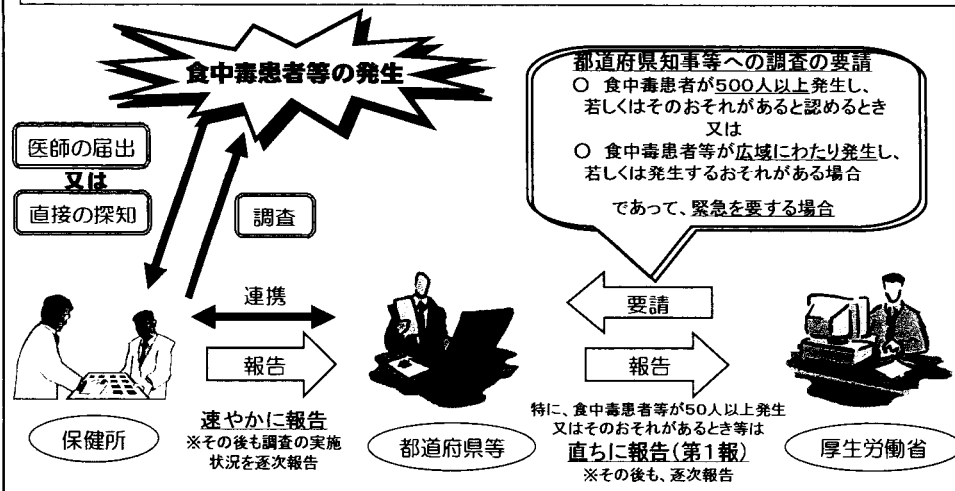 食中毒患者等の発生
都道府県知事等への調査の要請
○ 食中毒患者が500人以上発生し、
若しくはそのおそれがあると認めるとき
又は
○ 食中毒患者等が広域にわたり発生し、
若しくは発生するおそれがある場合
であって、緊急を要する場合
医師の届出
又は
直接の探知
調査
連携
要請
報告
報告
速やかに報告
※その後も調査の実施
状況を逐次報告
特に、食中毒患者等が50人以上発生
又はそのおそれがあるとき等は
直ちに報告(第1報)
※その後も、逐次報告
保健所
都道府県等
厚生労働省